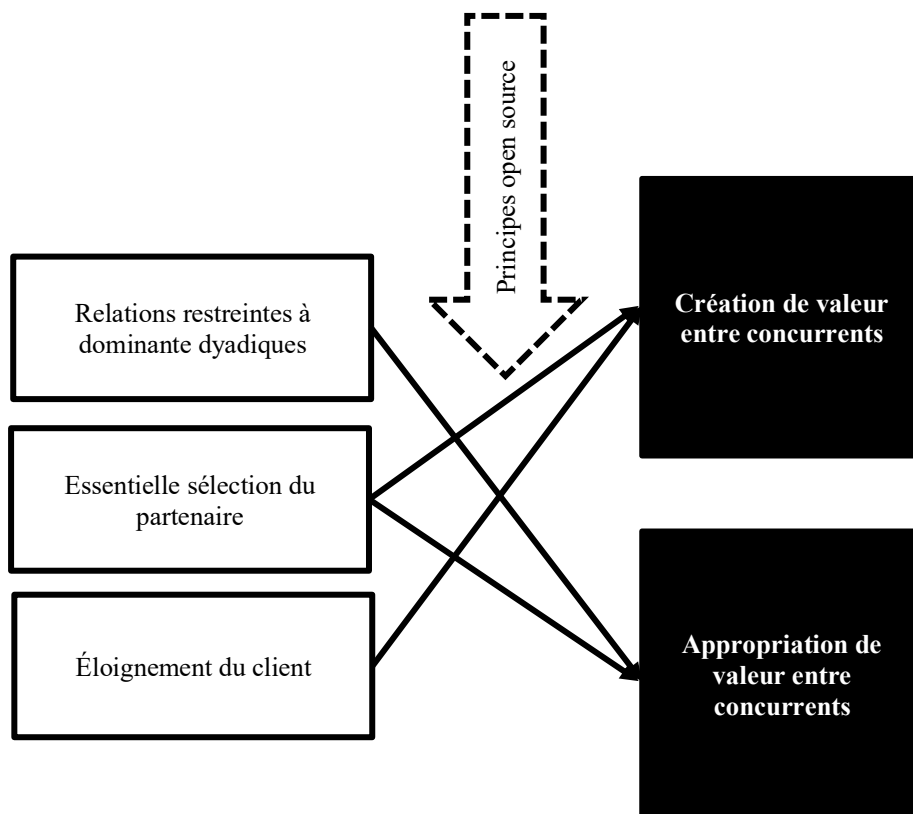 Principes open source
Relations restreintes à
dominante dyadiques
Essentielle sélection du
partenaire
Éloignement du client
Création de valeur
entre concurrents
Appropriation de
valeur entre
concurrents